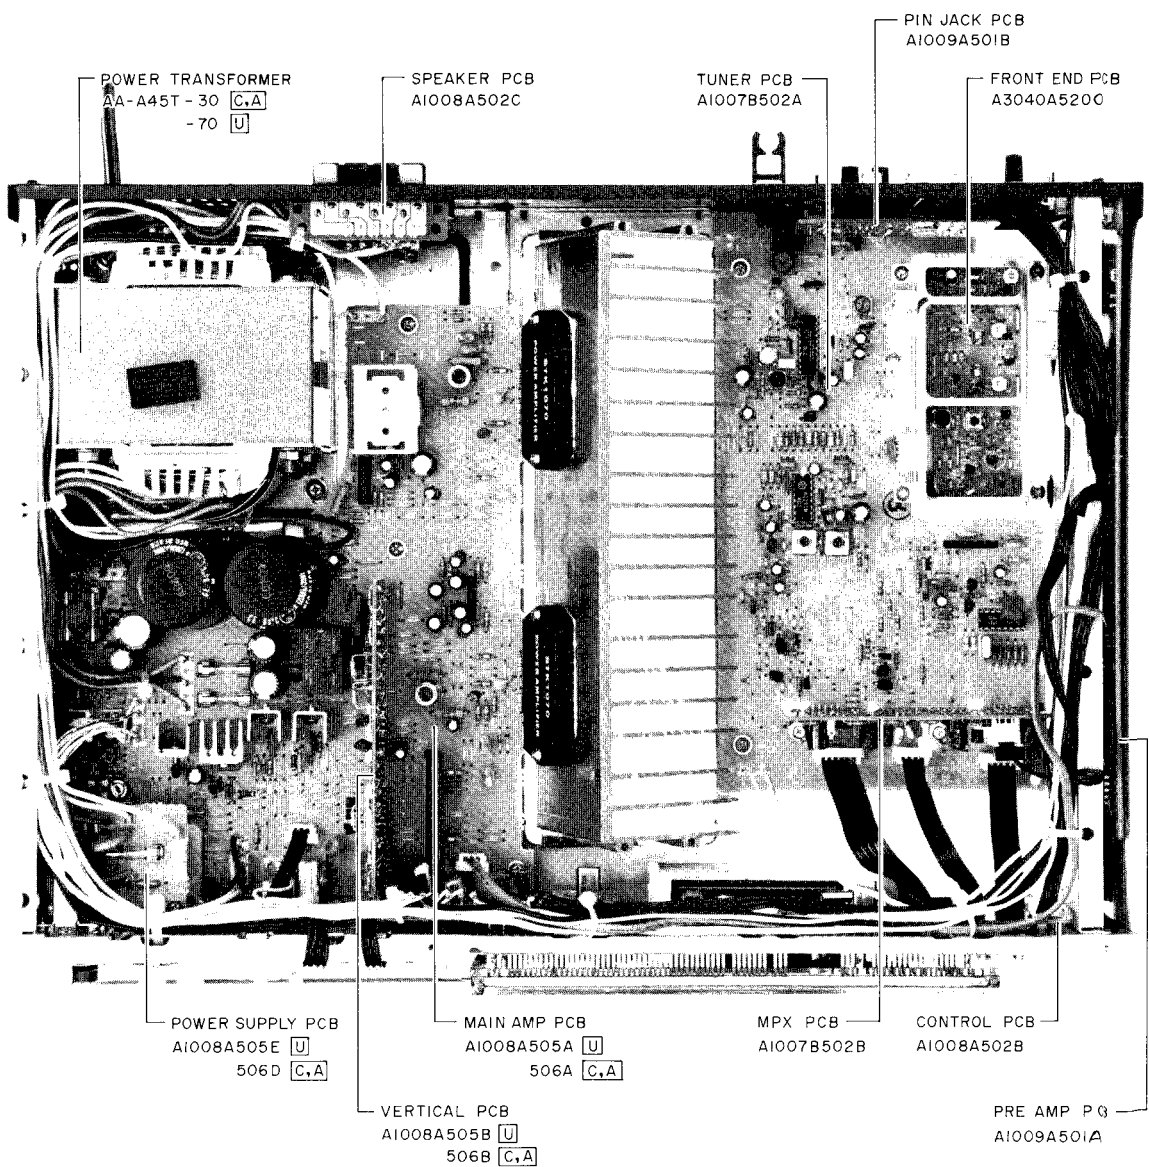 PIN JACK PCB
A1009A501B
POWER TRANSFORMER
AA-A45T-30 C,A
-70 U
SPEAKER PCB
A1008A502C
TUNER PCB
A1007B502A
FRONT END PCB
A3040A5200
POWER SUPPLY PCB
A1008A505E U
506D C,A
MAIN AMP PCB
A1008A505A U
506A C,A
MPX PCB
A1007B502B
CONTROL PCB
A1008A502B
VERTICAL PCB
A1008A505B U
506B C,A
PRE AMP PCB
A1009A501A